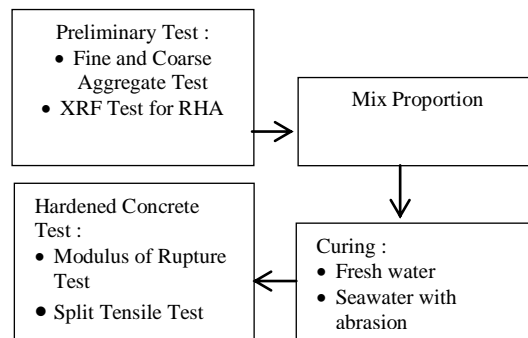 Preliminary Test :
• Fine and Coarse
Aggregate Test
• XRF Test for RHA
Mix Proportion
Curing :
• Fresh water
• Seawater with
abrasion
Hardened Concrete
Test :
• Modulus of Rupture
Test
• Split Tensile Test